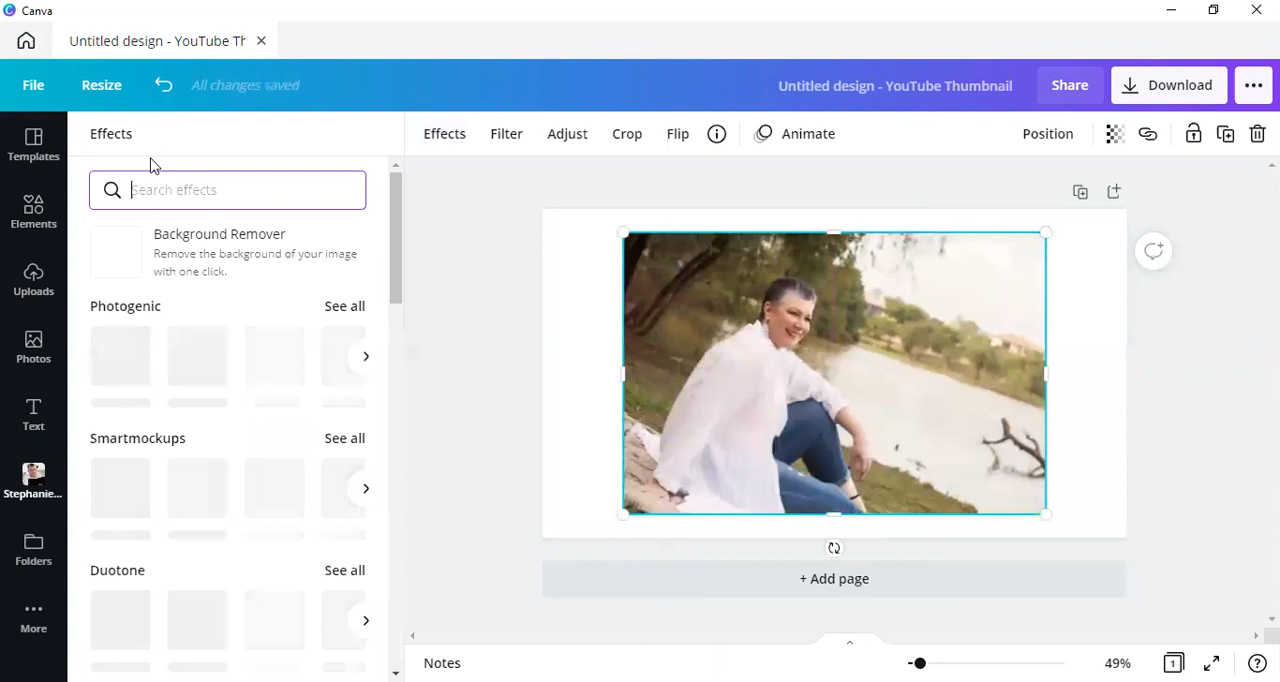 Canva
Untitled design - YouTube Th
File
Resize
All changes saved
Untitled design - YouTube Thumbnail
Share
Download
Templates
Elements
Uploads
Photos
Text
Stephanie...
Folders
More
Effects
Search effects
Background Remover
Remove the background of your image
with one click.
Photogenic
See all
Smartmockups
See all
Duotone
See all
Effects
Filter
Adjust
Crop
Flip
Animate
Position
+ Add page
Notes
49%
1